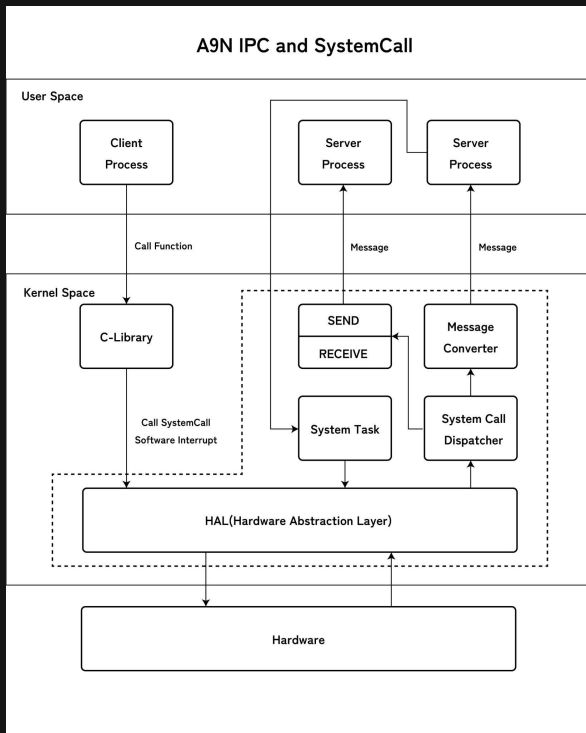 A9N IPC and SystemCall
User Space
Client
Process
Server
Process
Server
Process
Call Function
Message
Message
Kernel Space
C-Library
SEND
RECEIVE
Message
Converter
Call SystemCall
Software Interrupt
System Task
System Call
Dispatcher
HAL(Hardware Abstraction Layer)
Hardware